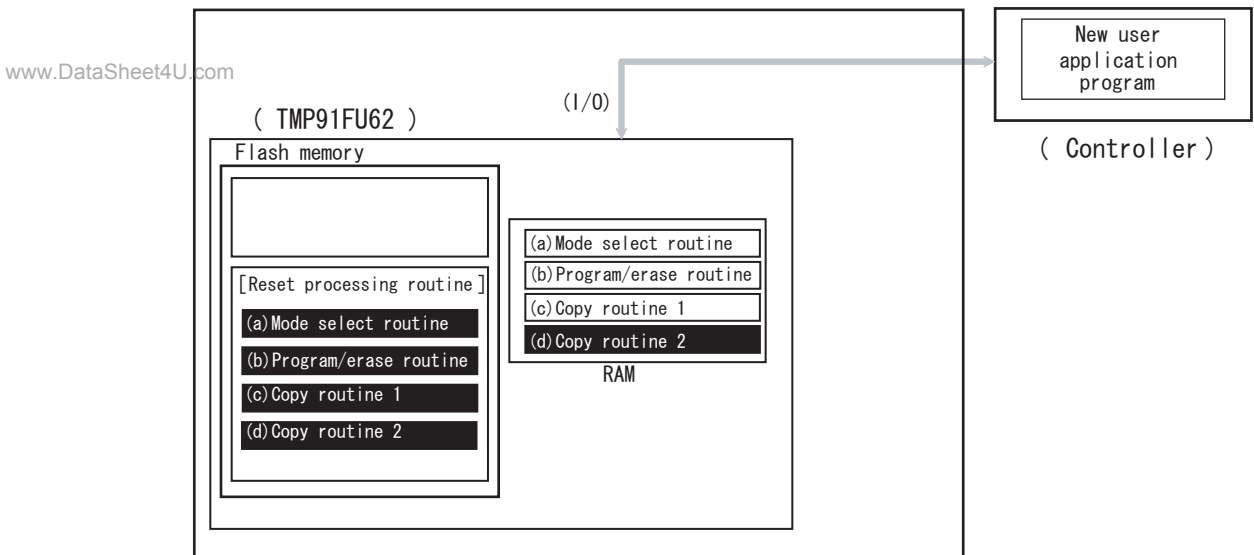 www.DataSheet4U.com
( TMP91FU62 )
Flash memory
[Reset processing routine]
(a)Mode select routine
(b)Program/erase routine
(c)Copy routine 1
(d)Copy routine 2
(I/O)
(a)Mode select routine
(b)Program/erase routine
(c)Copy routine 1
(d)Copy routine 2
RAM
New user
application
program
( Controller )